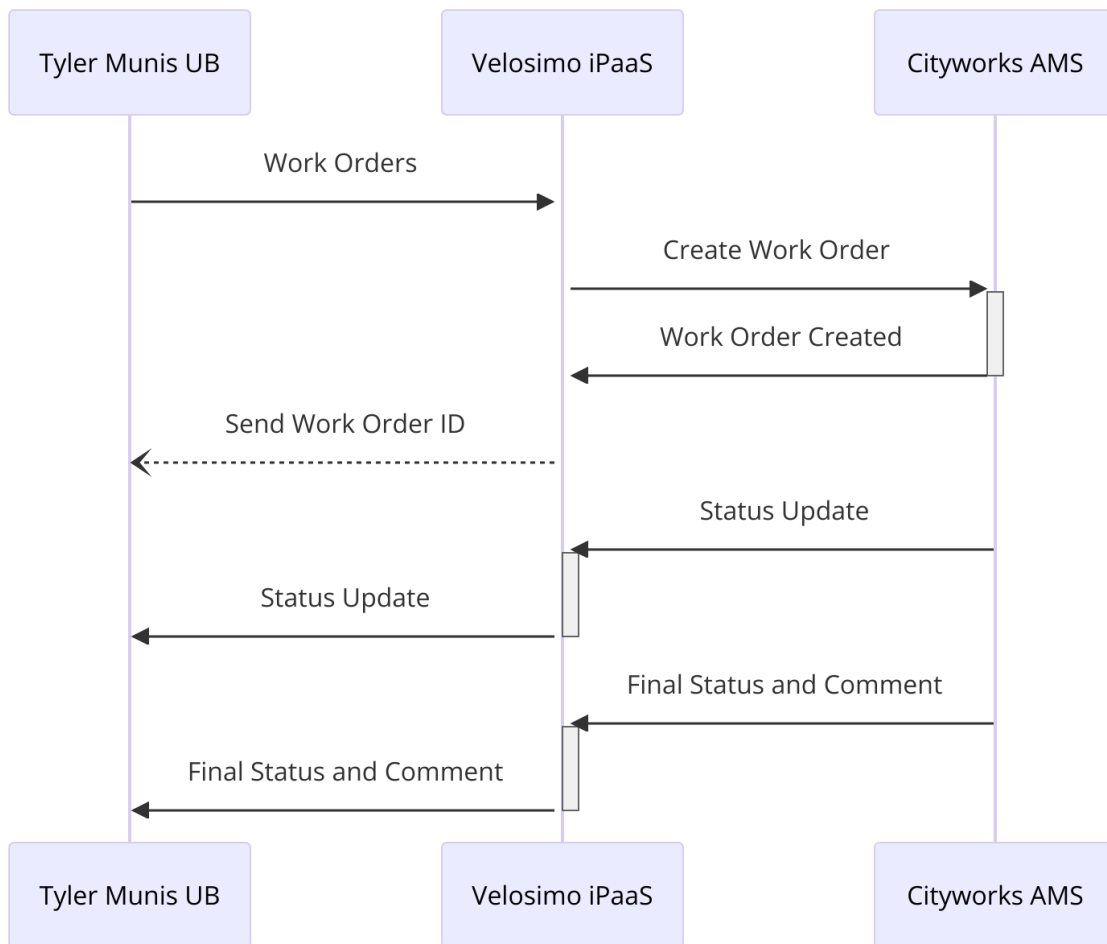 Tyler Munis UB
Velosimo iPaaS
Cityworks AMS
Work Orders
Create Work Order
Work Order Created
Send Work Order ID
Status Update
Status Update
Final Status and Comment
Final Status and Comment
Tyler Munis UB
Velosimo iPaaS
Cityworks AMS